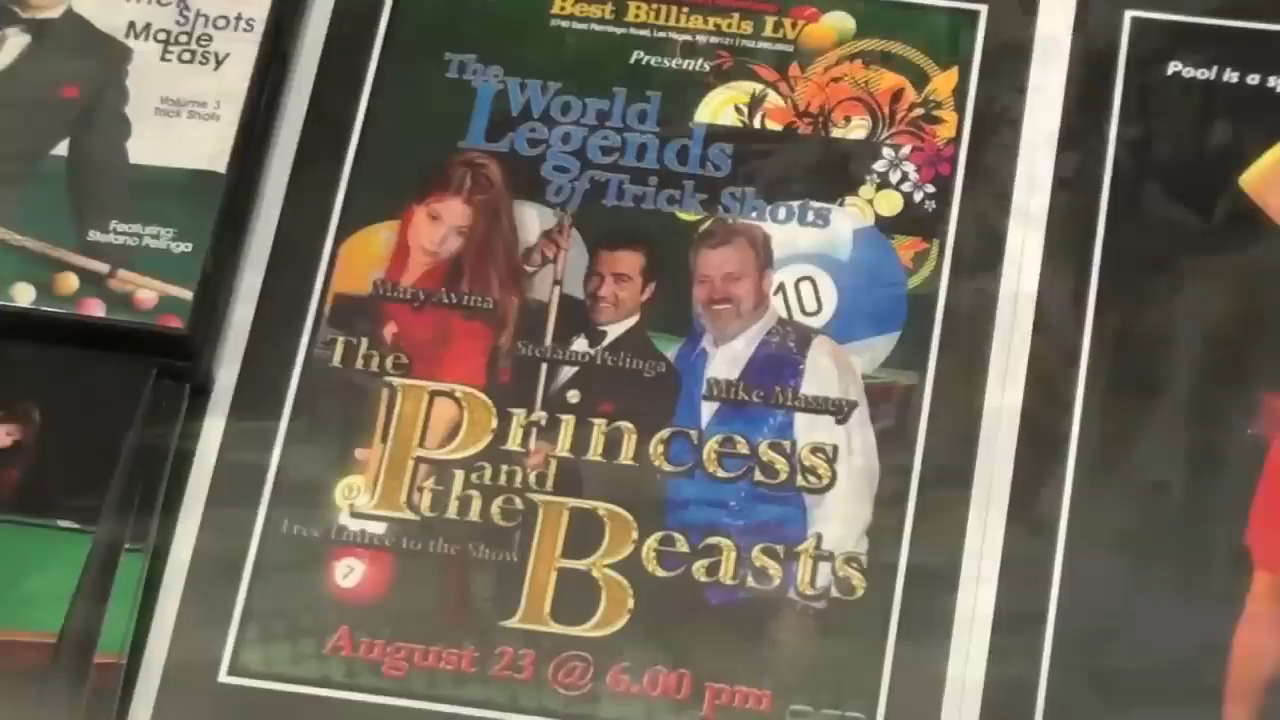 Shots
Made
Easy
Volume 3
Trick Shots
Featuring:
Stefano Pelinga
Best Billiards LV
Presents
The World
Legends
of Trick Shots
10
Mary Avina
Stefano Pelinga
Mike Massey
The
Princess
and
the
Beasts
Free Entree to the Show
7
August 23 @ 6.00 pm
Pool is a